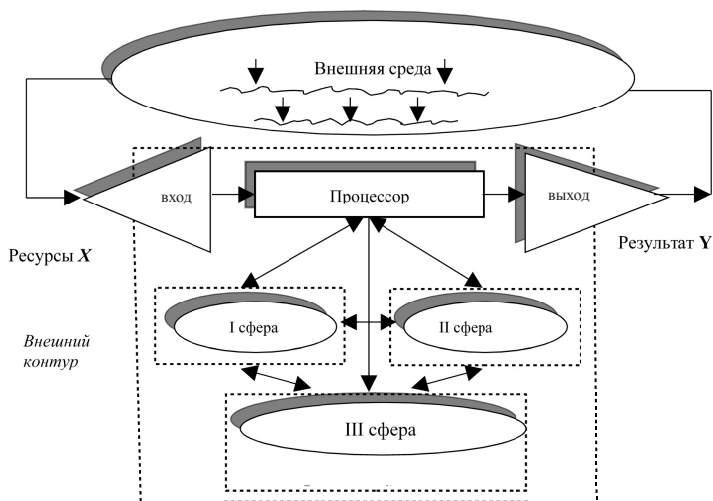 Внешняя среда
вход
Процессор
выход
Ресурсы X
Результат Y
I сфера
II сфера
Внешний
контур
III сфера